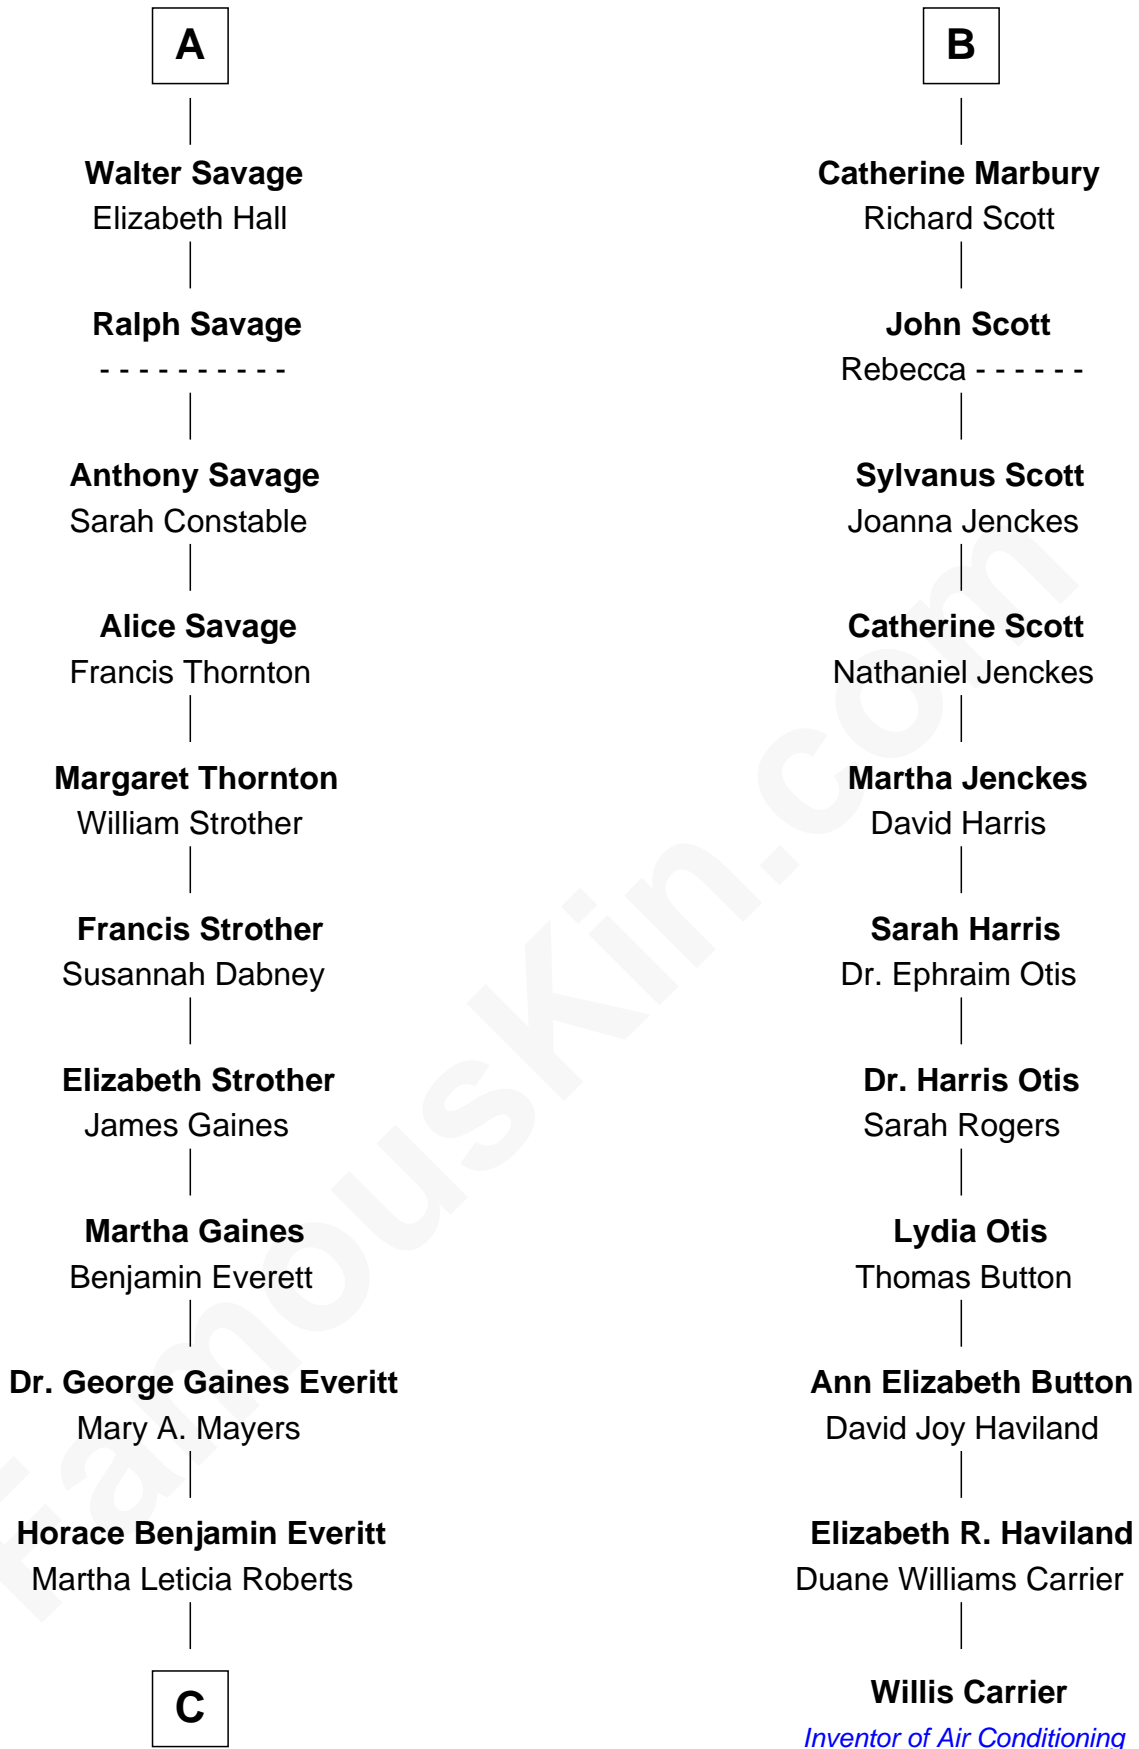 A
Walter Savage
Elizabeth Hall
Ralph Savage
- - - - - - - - - -
Anthony Savage
Sarah Constable
Alice Savage
Francis Thornton
Margaret Thornton
William Strother
Francis Strother
Susannah Dabney
Elizabeth Strother
James Gaines
Martha Gaines
Benjamin Everett
Dr. George Gaines Everitt
Mary A. Mayers
Horace Benjamin Everitt
Martha Leticia Roberts
C
B
Catherine Marbury
Richard Scott
John Scott
Rebecca - - - - - -
Sylvanus Scott
Joanna Jenckes
Catherine Scott
Nathaniel Jenckes
Martha Jenckes
David Harris
Sarah Harris
Dr. Ephraim Otis
Dr. Harris Otis
Sarah Rogers
Lydia Otis
Thomas Button
Ann Elizabeth Button
David Joy Haviland
Elizabeth R. Haviland
Duane Williams Carrier
Willis Carrier
Inventor of Air Conditioning
FamousKin.com